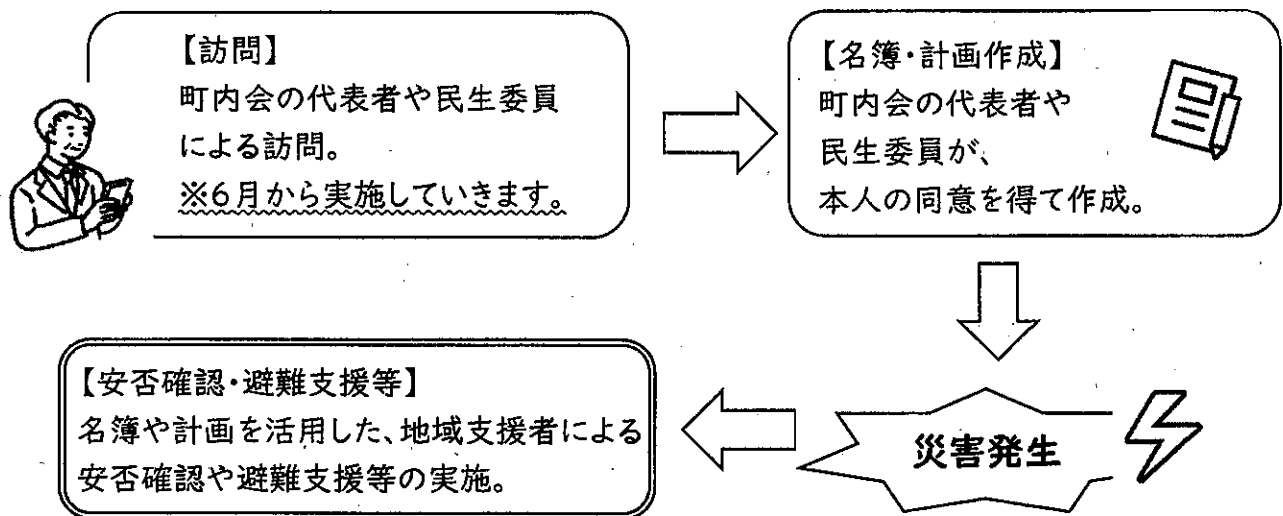 【訪問】
町内会の代表者や民生委員
による訪問。
※6月から実施していきます。
【名簿・計画作成】
町内会の代表者や
民生委員が、
本人の同意を得て作成。
災害発生
【安否確認・避難支援等】
名簿や計画を活用した、地域支援者による
安否確認や避難支援等の実施。